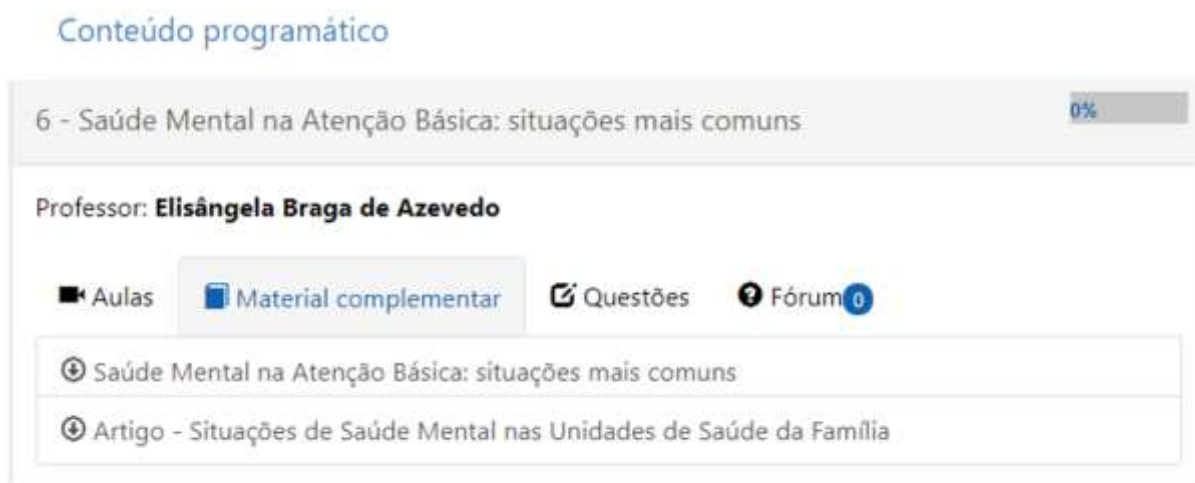 Conteúdo programático
6 - Saúde Mental na Atenção Básica: situações mais comuns
0%
Professor: Elisângela Braga de Azevedo
Aulas Material complementar Questões Fórum 0
Saúde Mental na Atenção Básica: situações mais comuns
Artigo - Situações de Saúde Mental nas Unidades de Saúde da Família